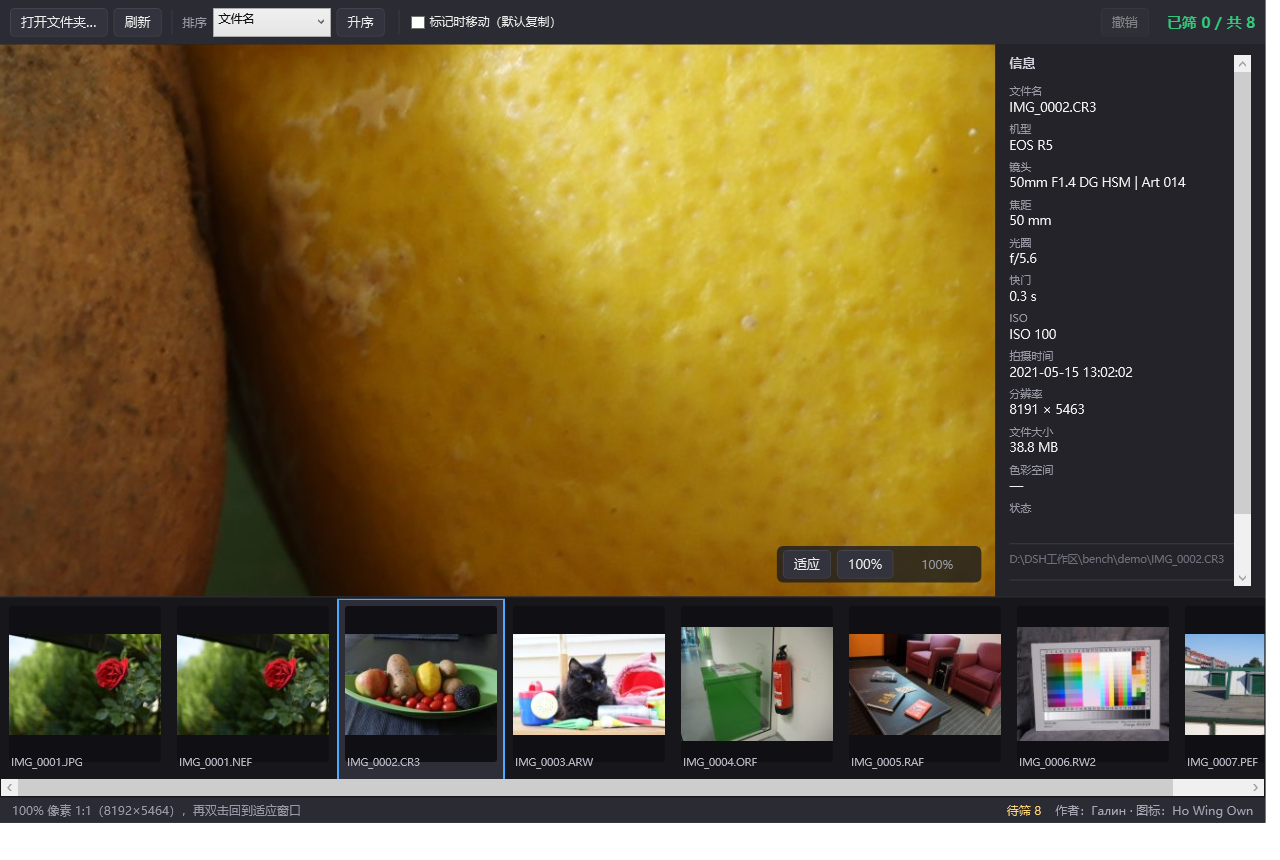 打开文件夹... 刷新 排序 文件名 升序 标记时移动（默认复制） 撤销 已筛 0 / 共 8
信息
文件名
IMG_0002.CR3
机型
EOS R5
镜头
50mm F1.4 DG HSM | Art 014
焦距
50 mm
光圈
f/5.6
快门
0.3 s
ISO
ISO 100
拍摄时间
2021-05-15 13:02:02
分辨率
8191 × 5463
文件大小
38.8 MB
色彩空间
—
状态
D:\DSH工作区\bench\demo\IMG_0002.CR3
适应 100% 100%
IMG_0001.JPG IMG_0001.NEF IMG_0002.CR3 IMG_0003.ARW IMG_0004.ORF IMG_0005.RAF IMG_0006.RW2 IMG_0007.PEF
100% 像素 1:1（8192×5464），再双击回到适应窗口 待筛 8 作者：Галин · 图标：Ho Wing Own